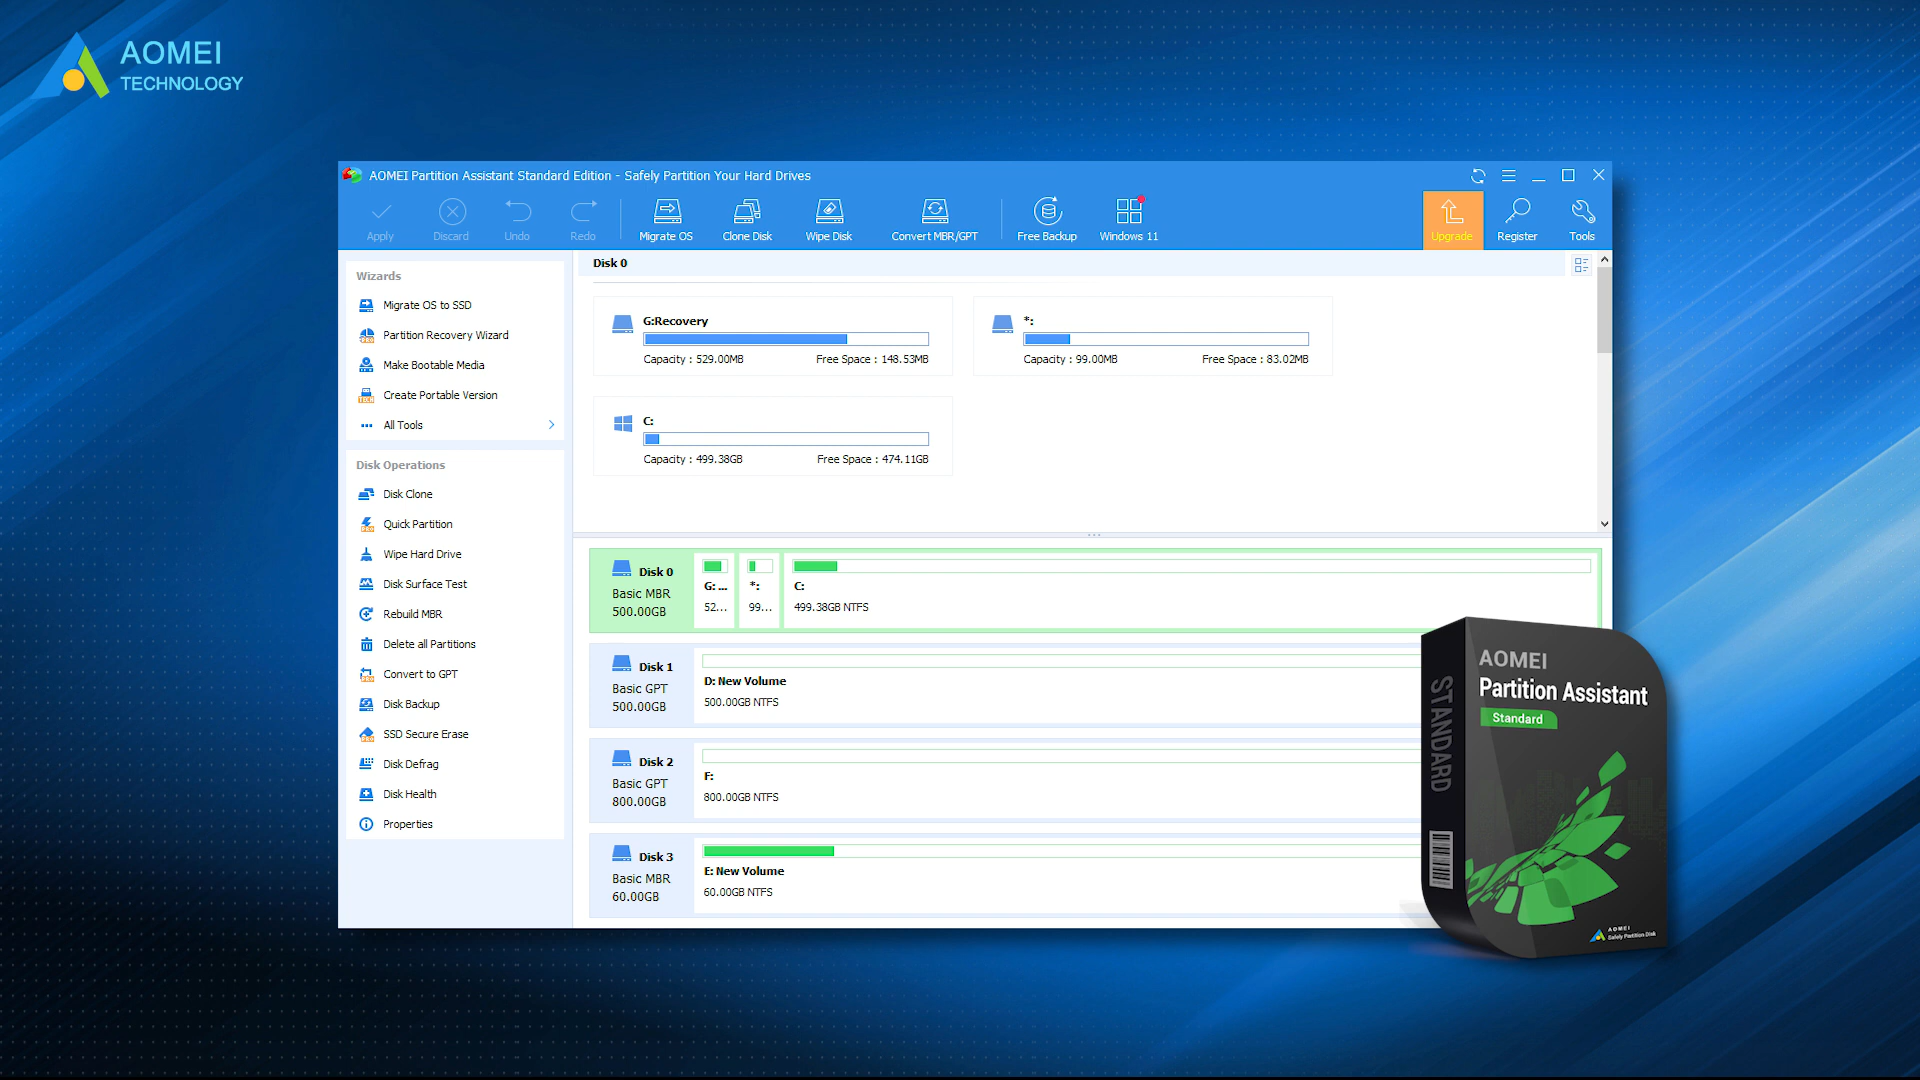 AOMEI
TECHNOLOGY
AOMEI Partition Assistant Standard Edition - Safely Partition Your Hard Drives
Apply
Discard
Undo
Redo
Migrate OS
Clone Disk
Wipe Disk
Convert MBR/GPT
Free Backup
Windows 11
Upgrade
Register
Tools
Wizards
Migrate OS to SSD
Partition Recovery Wizard
Make Bootable Media
Create Portable Version
All Tools
Disk Operations
Disk Clone
Quick Partition
Wipe Hard Drive
Disk Surface Test
Rebuild MBR
Delete all Partitions
Convert to GPT
Disk Backup
SSD Secure Erase
Disk Defrag
Disk Health
Properties
Disk 0
G:Recovery
Capacity : 529.00MB Free Space : 148.53MB
*:
Capacity : 99.00MB Free Space : 83.02MB
C:
Capacity : 499.38GB Free Space : 474.11GB
Disk 0
Basic MBR
500.00GB
G: ...
52...
*:
99...
C:
499.38GB NTFS
Disk 1
Basic GPT
500.00GB
D: New Volume
500.00GB NTFS
Disk 2
Basic GPT
800.00GB
F:
800.00GB NTFS
Disk 3
Basic MBR
60.00GB
E: New Volume
60.00GB NTFS
STANDARD
AOMEI
Partition Assistant
Standard
AOMEI
Safely Partition Disk